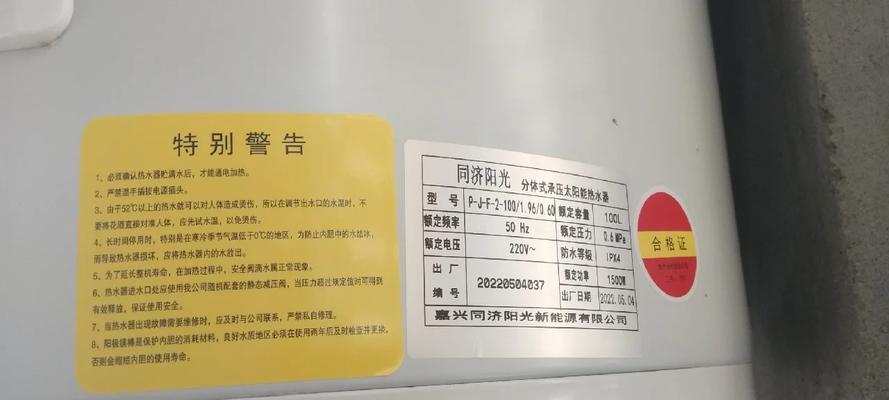 特别警告
1、必须确认热水器贮满水后，才能通电加热。
2、严禁湿手插拔电源插头。
3、由于52℃以上的热水就可以对人体造成烫伤，所以在调节出水口的水温时，不
要将花洒直接对准人体，应先试水温，以免烫伤。
4、长时间停用时，特别是在寒冷季节气温低于0℃的地区，为防止内胆中的水结冰，
而导致热水器损坏，应将热水器内的水放出。
5、为了延长整机寿命，在加热过程中，安全阀滴水属正常现象。
6、热水器进水口处应使用我公司随机配套的静态减压阀，当压力超过规定值时可得到
有效释放，保证使用安全。
7、当热水器出现故障需要维修时，应及时与公司联系，严禁私自修理。
8、阳极镁棒是保护内胆的消耗材料，良好水质地区必须在使用两年后及时检查并更换，
否则会缩短内胆的使用寿命。
同济阳光 分体式承压太阳能热水器
型号 P-J-F-2-100/1.96/0.60 额定容量 100L
额定频率 50 Hz 额定压力 0.6 MPa
额定电压 220V~ 防水等级 IPX4
出厂编号 20220504037 额定功率 1500W
出厂日期 2022.05.04
嘉兴同济阳光新能源有限公司
合格证